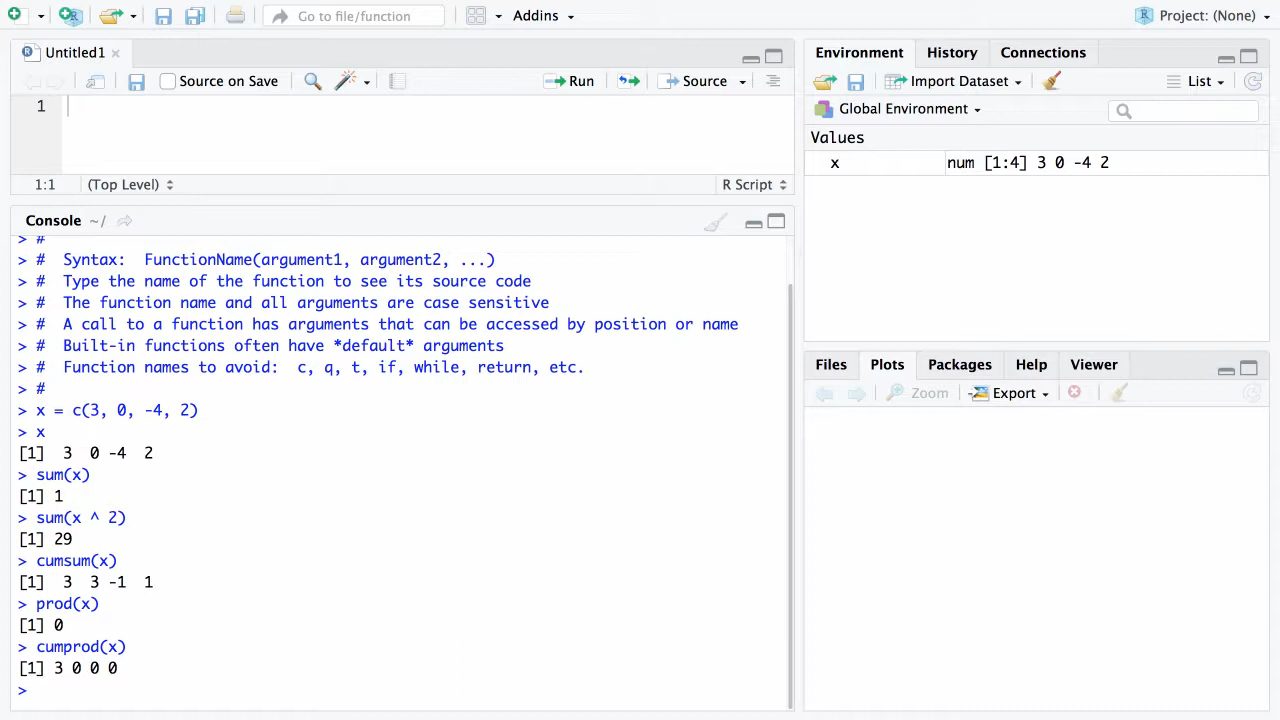 Go to file/function
Addins
Project: (None)
Untitled1
Source on Save
Run
Source
1
1:1
(Top Level)
R Script
Console ~/
> #
> #  Syntax:  FunctionName(argument1, argument2, ...)
> #  Type the name of the function to see its source code
> #  The function name and all arguments are case sensitive
> #  A call to a function has arguments that can be accessed by position or name
> #  Built-in functions often have *default* arguments
> #  Function names to avoid:  c, q, t, if, while, return, etc.
> #
> x = c(3, 0, -4, 2)
> x
[1]  3  0 -4  2
> sum(x)
[1] 1
> sum(x ^ 2)
[1] 29
> cumsum(x)
[1]  3  3 -1  1
> prod(x)
[1] 0
> cumprod(x)
[1] 3 0 0 0
>
Environment
History
Connections
Import Dataset
List
Global Environment
Values
x
num [1:4] 3 0 -4 2
Files
Plots
Packages
Help
Viewer
Zoom
Export